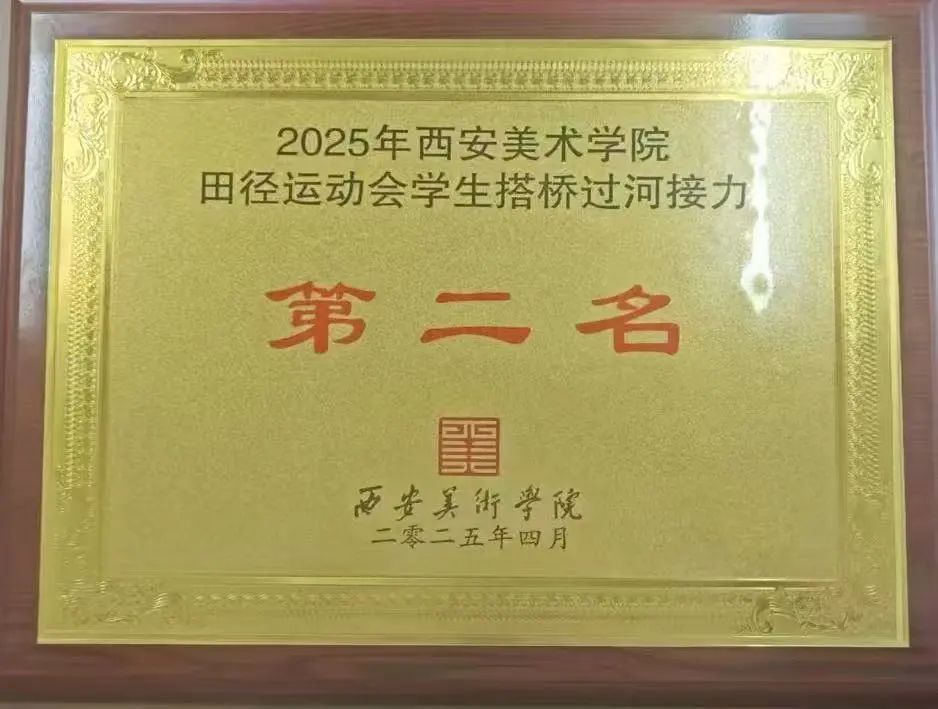 2025年西安美术学院
田径运动会学生搭桥过河接力
第二名
西安美術學院
二零二五年四月